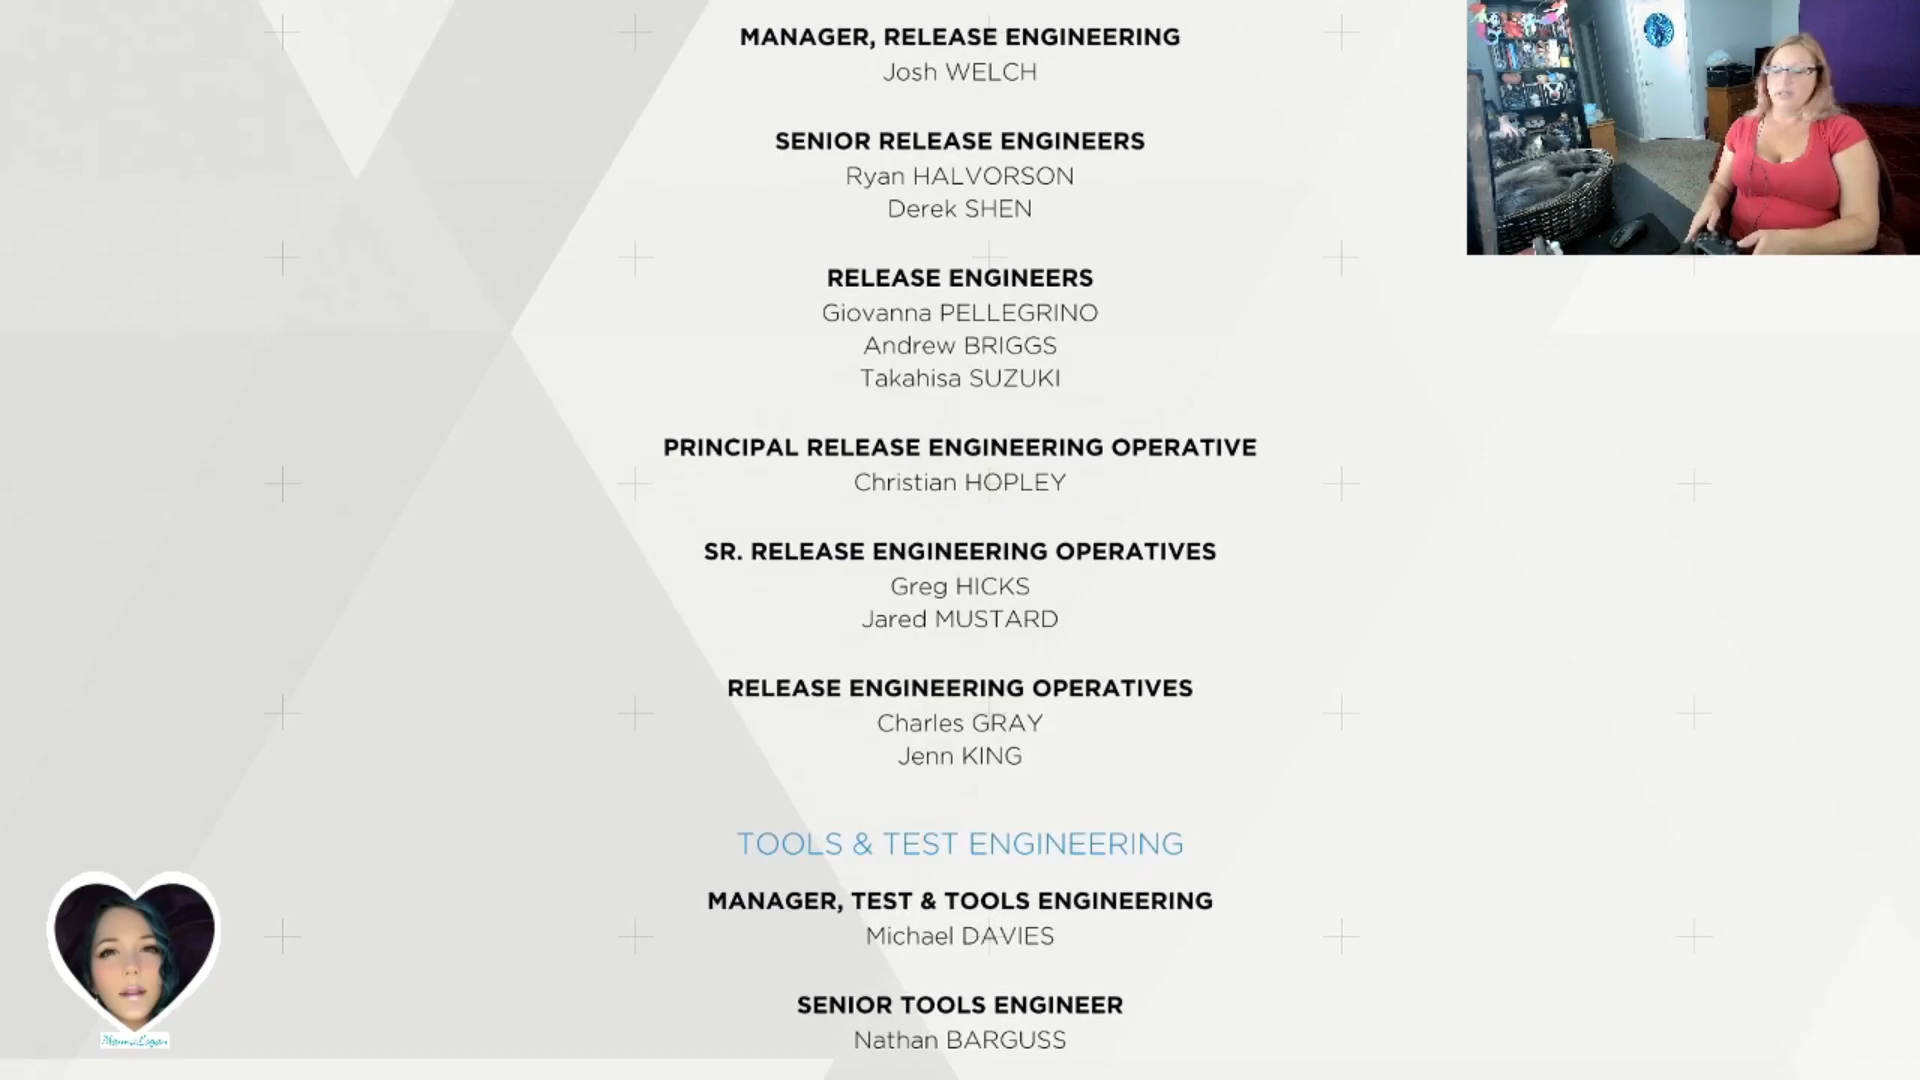 MANAGER, RELEASE ENGINEERING
Josh WELCH
SENIOR RELEASE ENGINEERS
Ryan HALVORSON
Derek SHEN
RELEASE ENGINEERS
Giovanna PELLEGRINO
Andrew BRIGGS
Takahisa SUZUKI
PRINCIPAL RELEASE ENGINEERING OPERATIVE
Christian HOPLEY
SR. RELEASE ENGINEERING OPERATIVES
Greg HICKS
Jared MUSTARD
RELEASE ENGINEERING OPERATIVES
Charles GRAY
Jenn KING
TOOLS & TEST ENGINEERING
MANAGER, TEST & TOOLS ENGINEERING
Michael DAVIES
SENIOR TOOLS ENGINEER
Nathan BARGUSS